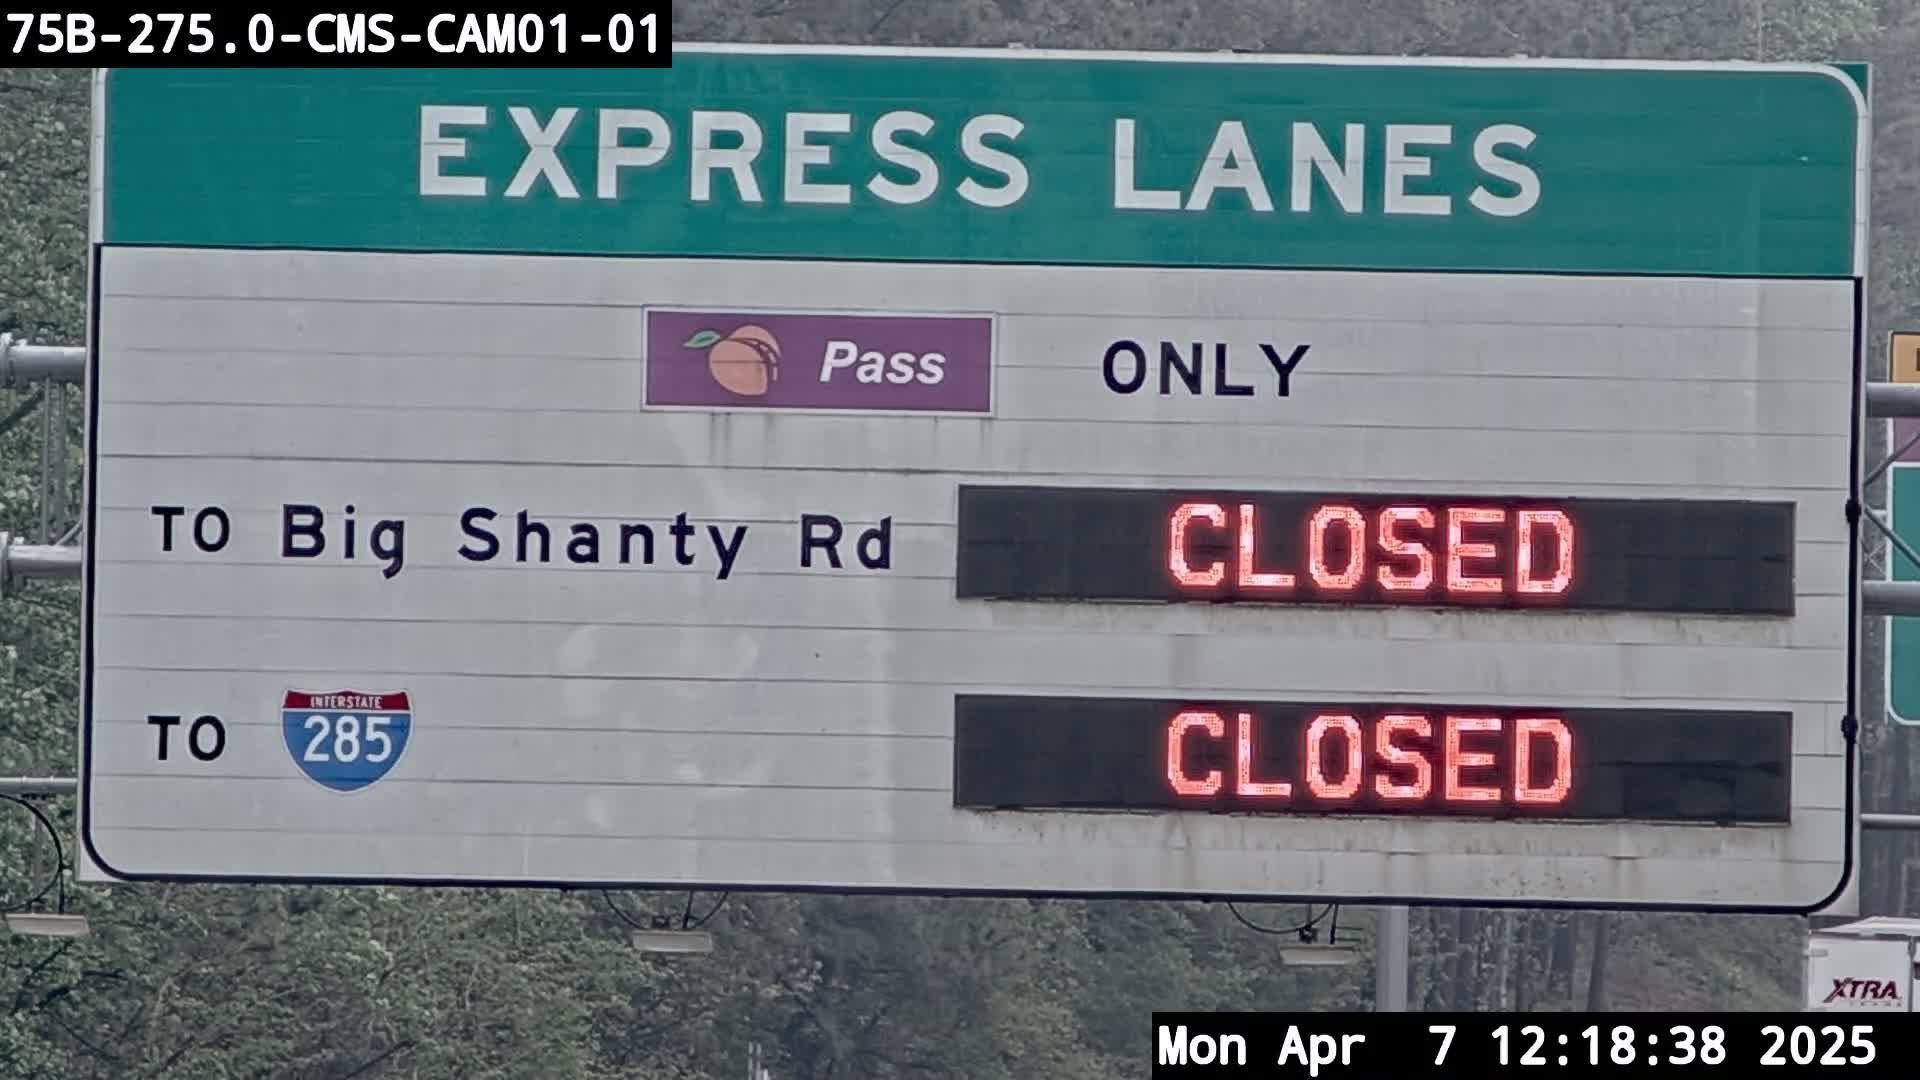 75B-275.0-CMS-CAM01-01
EXPRESS LANES
Pass ONLY
TO Big Shanty Rd CLOSED
TO INTERSTATE 285 CLOSED
XTRA
Mon Apr 7 12:18:38 2025